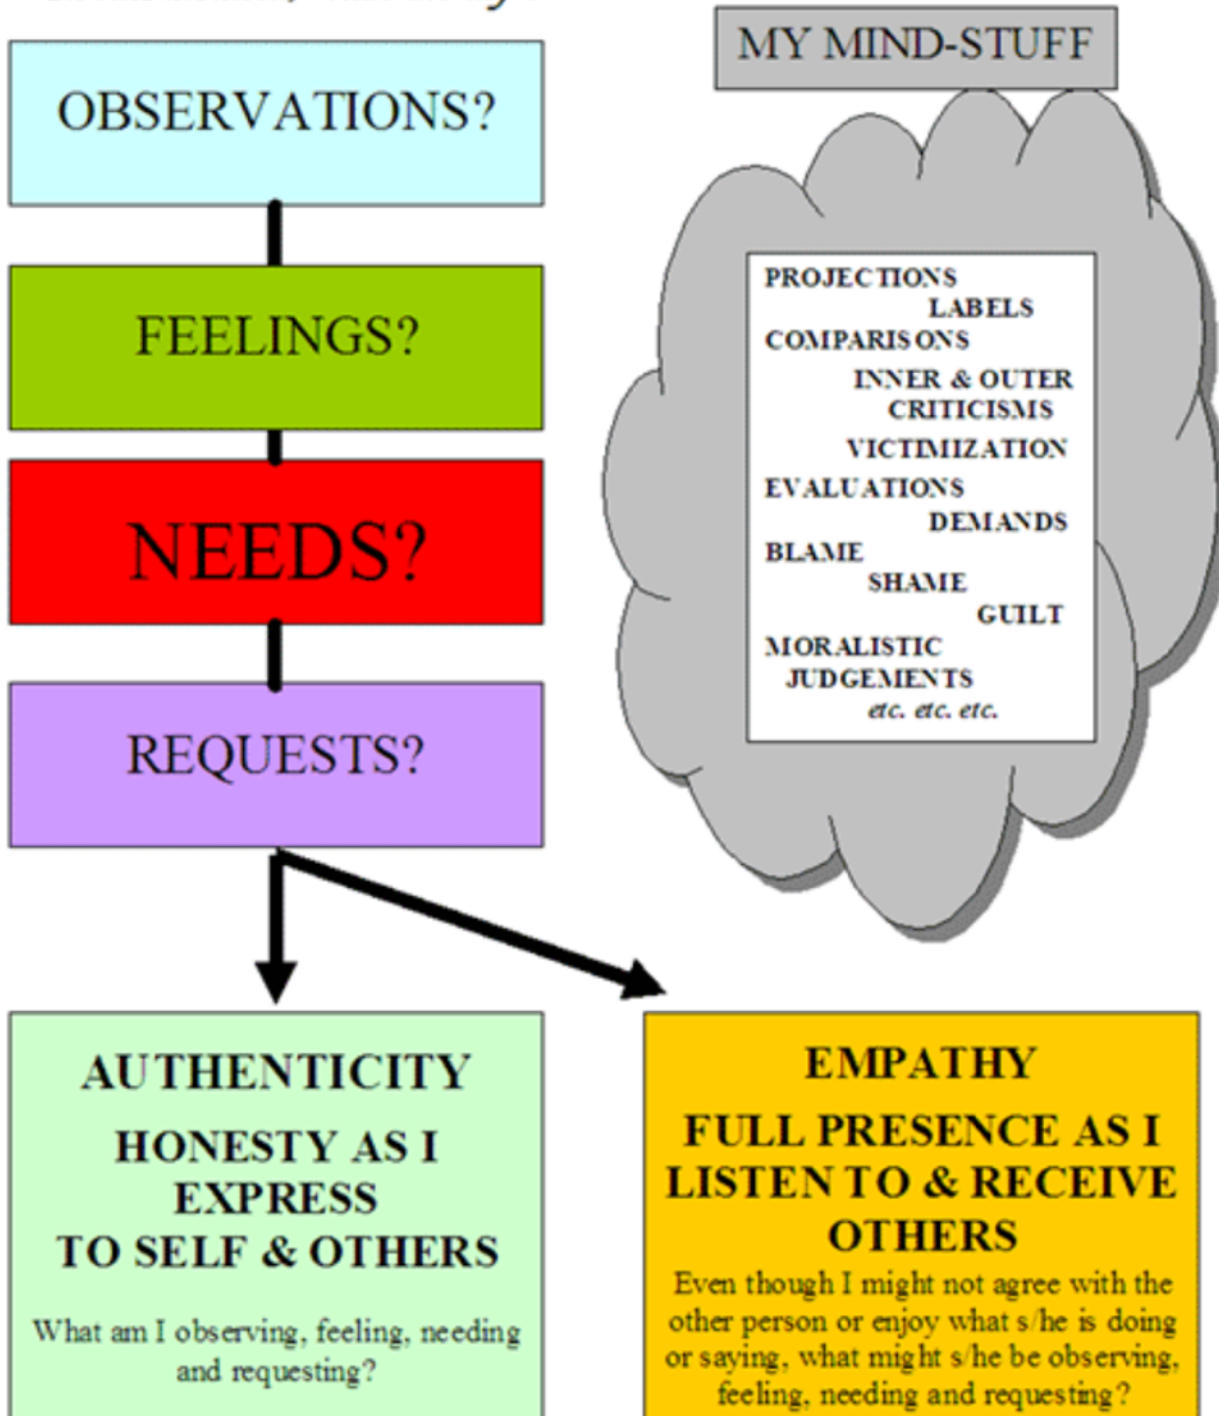 OBSERVATIONS?
FEELINGS?
NEEDS?
REQUESTS?
MY MIND-STUFF
PROJECTIONS
LABELS
COMPARISONS
INNER & OUTER
CRITICISMS
VICTIMIZATION
EVALUATIONS
DEMANDS
BLAME
SHAME
GUILT
MORALISTIC
JUDGEMENTS
etc. etc. etc.
AUTHENTICITY
HONESTY AS I
EXPRESS
TO SELF & OTHERS
What am I observing, feeling, needing
and requesting?
EMPATHY
FULL PRESENCE AS I
LISTEN TO & RECEIVE
OTHERS
Even though I might not agree with the
other person or enjoy what s/he is doing
or saying, what might s/he be observing,
feeling, needing and requesting?